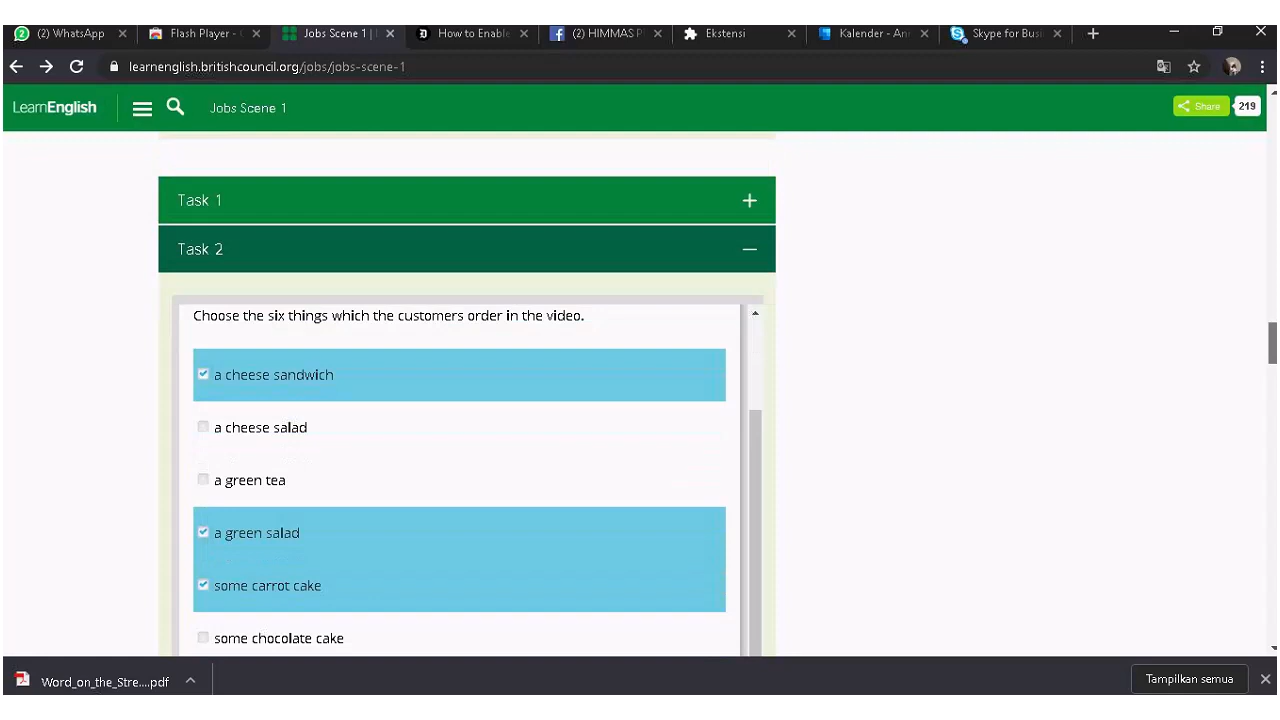 (2) WhatsApp Flash Player - Jobs Scene 1 | How to Enable (2) HIMMAS P Ekstensi Kalender - An Skype for Busi
learnenglish.britishcouncil.org/jobs/jobs-scene-1
LearnEnglish Jobs Scene 1 Share 219
Task 1
Task 2
Choose the six things which the customers order in the video.
a cheese sandwich
a cheese salad
a green tea
a green salad
some carrot cake
some chocolate cake
Word_on_the_Stre....pdf Tampilkan semua